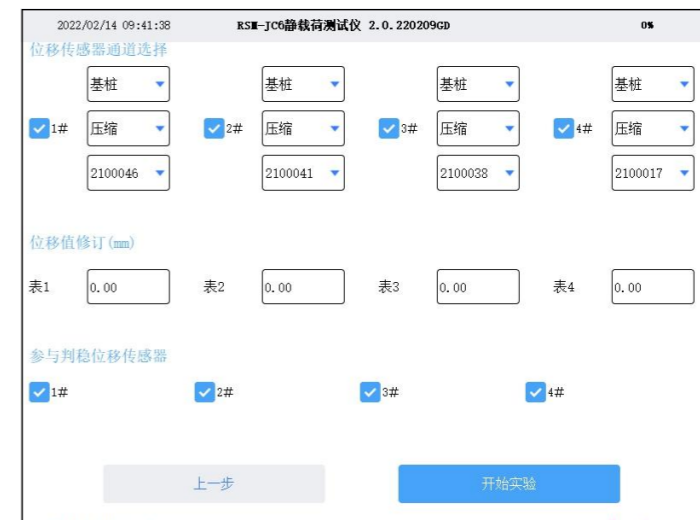 2022/02/14 09:41:38 RSM-JC6静载荷测试仪 2.0.220209GD 0%
位移传感器通道选择
基桩 基桩 基桩 基桩
1# 压缩 2# 压缩 3# 压缩 4# 压缩
2100046 2100041 2100038 2100017
位移值修订(mm)
表1 0.00 表2 0.00 表3 0.00 表4 0.00
参与判稳位移传感器
1# 2# 3# 4#
上一步 开始实验